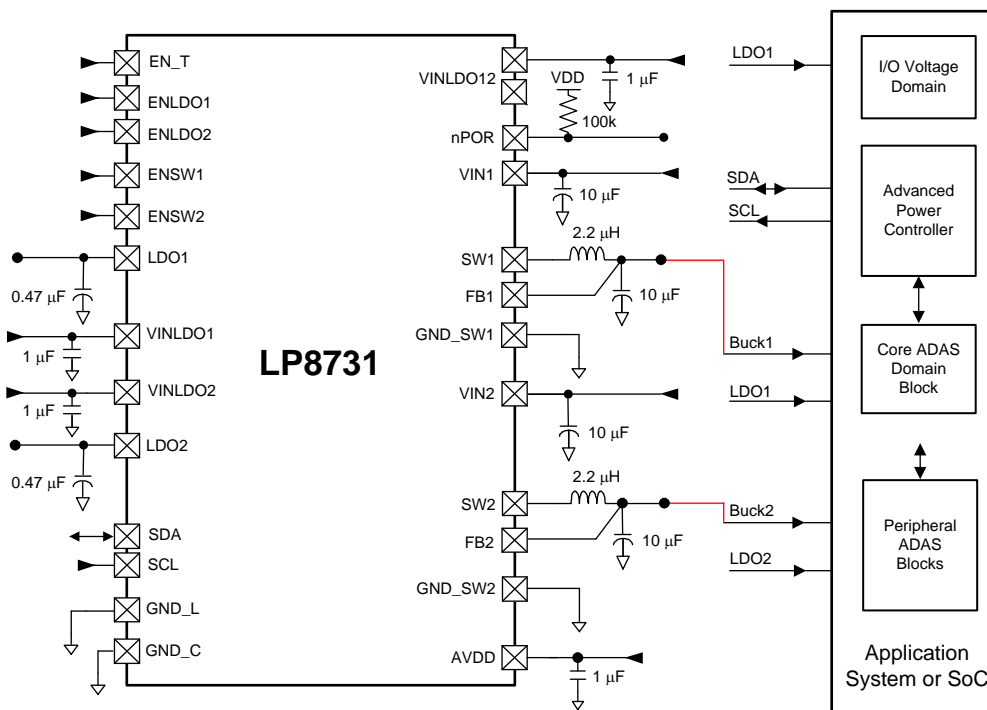 EN_T
ENLDO1
ENLDO2
ENSW1
ENSW2
LDO1
0.47 µF
VINLDO1
1 µF
VINLDO2
1 µF
LDO2
0.47 µF
SDA
SCL
GND_L
GND_C
LP8731
VINLDO12
1 µF
VDD
100k
nPOR
VIN1
10 µF
2.2 µH
SW1
FB1
10 µF
GND_SW1
VIN2
10 µF
2.2 µH
SW2
FB2
10 µF
GND_SW2
AVDD
1 µF
LDO1
SDA
SCL
Buck1
LDO1
Buck2
LDO2
I/O Voltage
Domain
Advanced
Power
Controller
Core ADAS
Domain
Block
Peripheral
ADAS
Blocks
Application
System or SoC